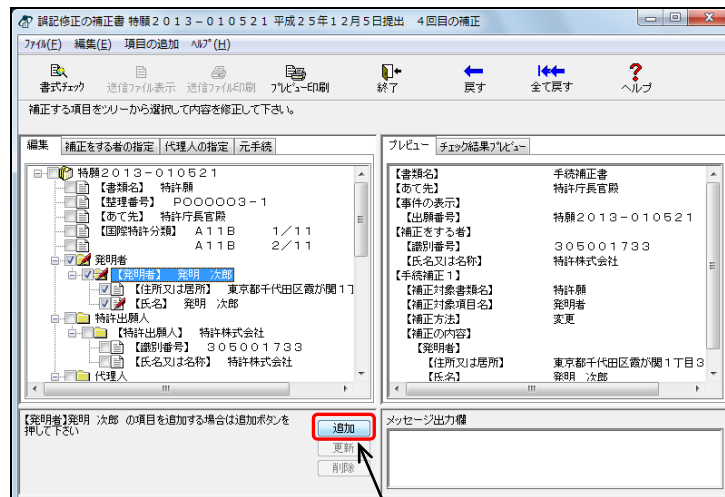 誤記修正の補正書 特願2013-010521 平成25年12月5日提出 4回目の補正
ファイル(F) 編集(E) 項目の追加 ヘルプ(H)
書式チェック 送信ファイル表示 送信ファイル印刷 プレビュー印刷 終了 戻す 全て戻す ヘルプ
補正する項目をツリーから選択して内容を修正して下さい。
編集 補正をする者の指定 代理人の指定 元手続
特願2013-010521
【書類名】 特許願
【整理番号】 P000003-1
【あて先】 特許庁長官殿
【国際特許分類】 A11B 1/11
A11B 2/11
発明者
【発明者】 発明 次郎
【住所又は居所】 東京都千代田区霞が関1丁
【氏名】 発明 次郎
特許出願人
【特許出願人】 特許株式会社
【識別番号】 305001733
【氏名又は名称】 特許株式会社
代理人
プレビュー チェック結果プレビュー
【書類名】 手続補正書
【あて先】 特許庁長官殿
【事件の表示】
【出願番号】 特願2013-010521
【補正をする者】
【識別番号】 305001733
【氏名又は名称】 特許株式会社
【手続補正1】
【補正対象書類名】 特許願
【補正対象項目名】 発明者
【補正方法】 変更
【補正の内容】
【発明者】
【住所又は居所】 東京都千代田区霞が関1丁目3
【氏名】 発明 次郎
【発明者】発明 次郎 の項目を追加する場合は追加ボタンを
押して下さい
追加
更新
削除
メッセージ出力欄